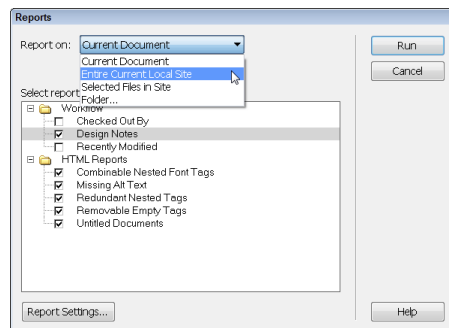 Reports
Report on: Current Document
Run
Current Document
Entire Current Local Site
Cancel
Selected Files in Site
Folder...
Select report
Workflow
Checked Out By
Design Notes
Recently Modified
HTML Reports
Combinable Nested Font Tags
Missing Alt Text
Redundant Nested Tags
Removable Empty Tags
Untitled Documents
Report Settings...
Help